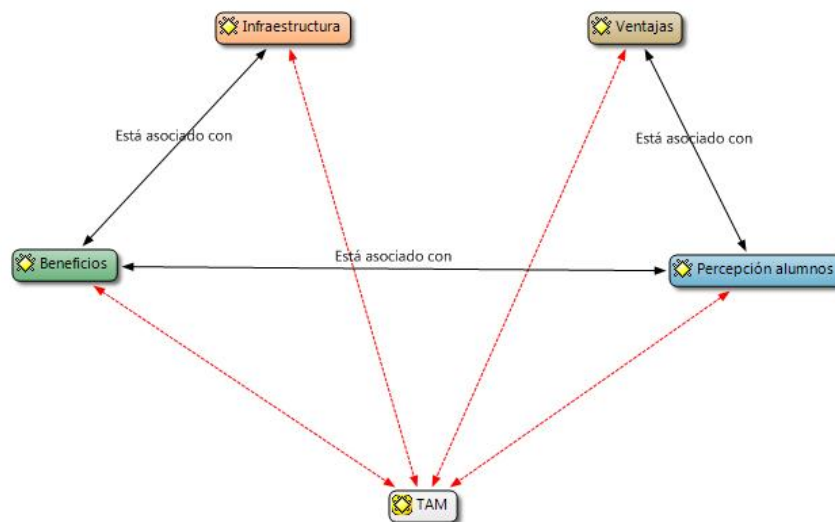 Infraestructura
Ventajas
Está asociado con
Está asociado con
Está asociado con
Beneficios
Percepción alumnos
TAM